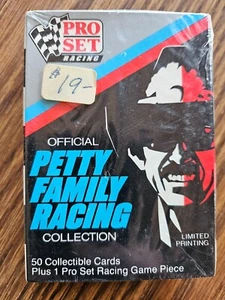 PRO
SET
RACING
$19-
OFFICIAL
PETTY
FAMILY
RACING
COLLECTION
LIMITED
PRINTING
50 Collectible Cards
Plus 1 Pro Set Racing Game Piece